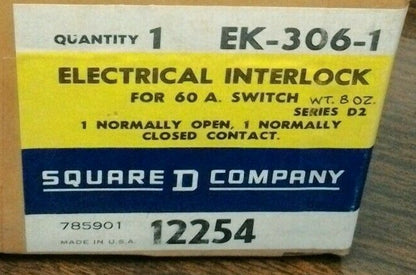 QUANTITY 1 EK-306-1
ELECTRICAL INTERLOCK
FOR 60 A. SWITCH WT. 8 OZ.
SERIES D2
1 NORMALLY OPEN, 1 NORMALLY
CLOSED CONTACT.
SQUARE D COMPANY
785901 12254
MADE IN U.S.A.